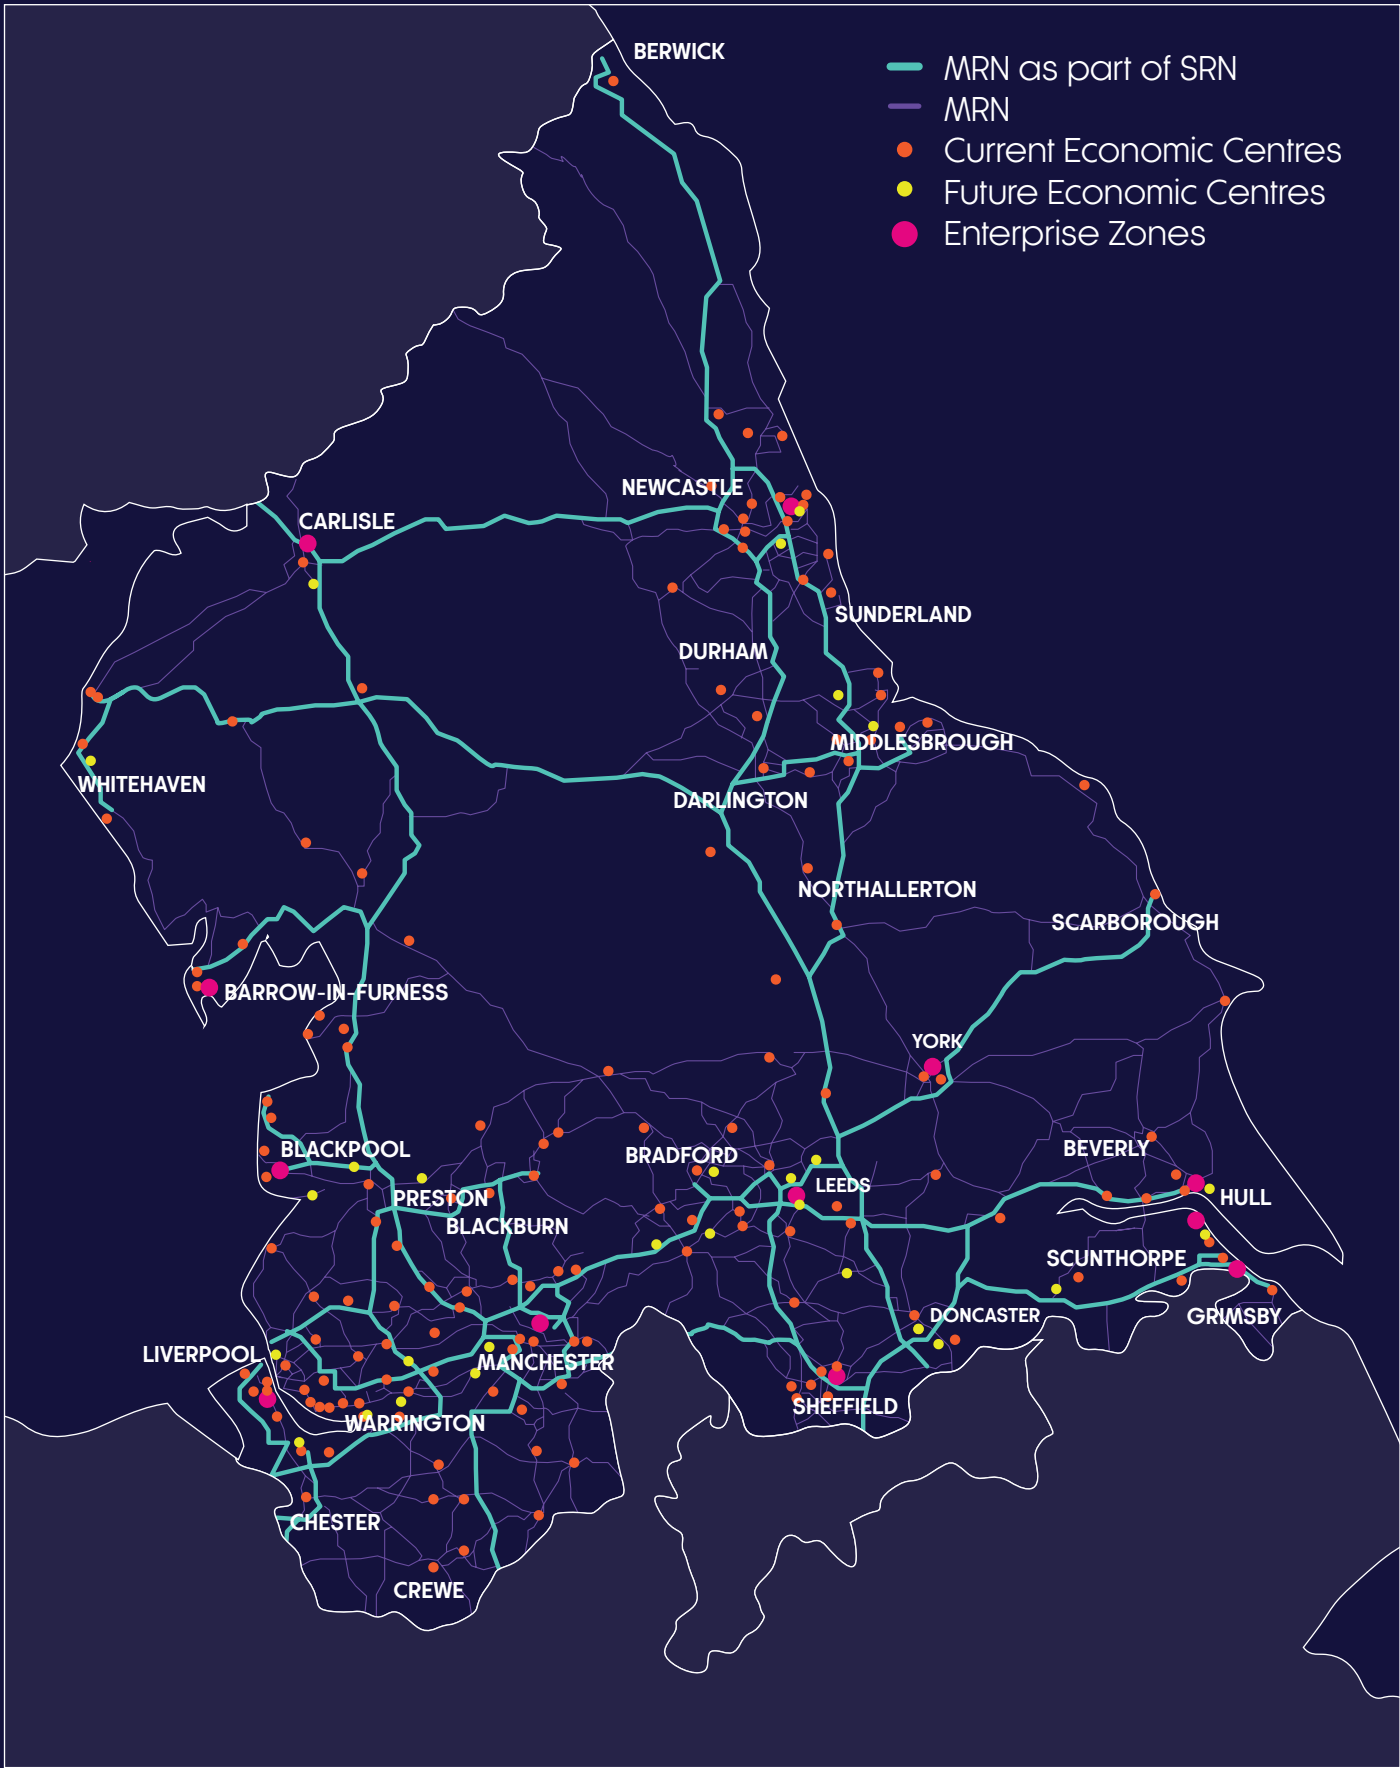 BERWICK
MRN as part of SRN
MRN
Current Economic Centres
Future Economic Centres
Enterprise Zones
NEWCASTLE
CARLISLE
SUNDERLAND
DURHAM
MIDDLESBROUGH
WHITEHAVEN
DARLINGTON
NORTHALLERTON
SCARBOROUGH
BARROW-IN-FURNESS
YORK
BLACKPOOL
BRADFORD
BEVERLY
LEEDS
PRESTON
HULL
BLACKBURN
SCUNTHORPE
DONCASTER
GRIMSBY
LIVERPOOL
MANCHESTER
SHEFFIELD
WARRINGTON
CHESTER
CREWE